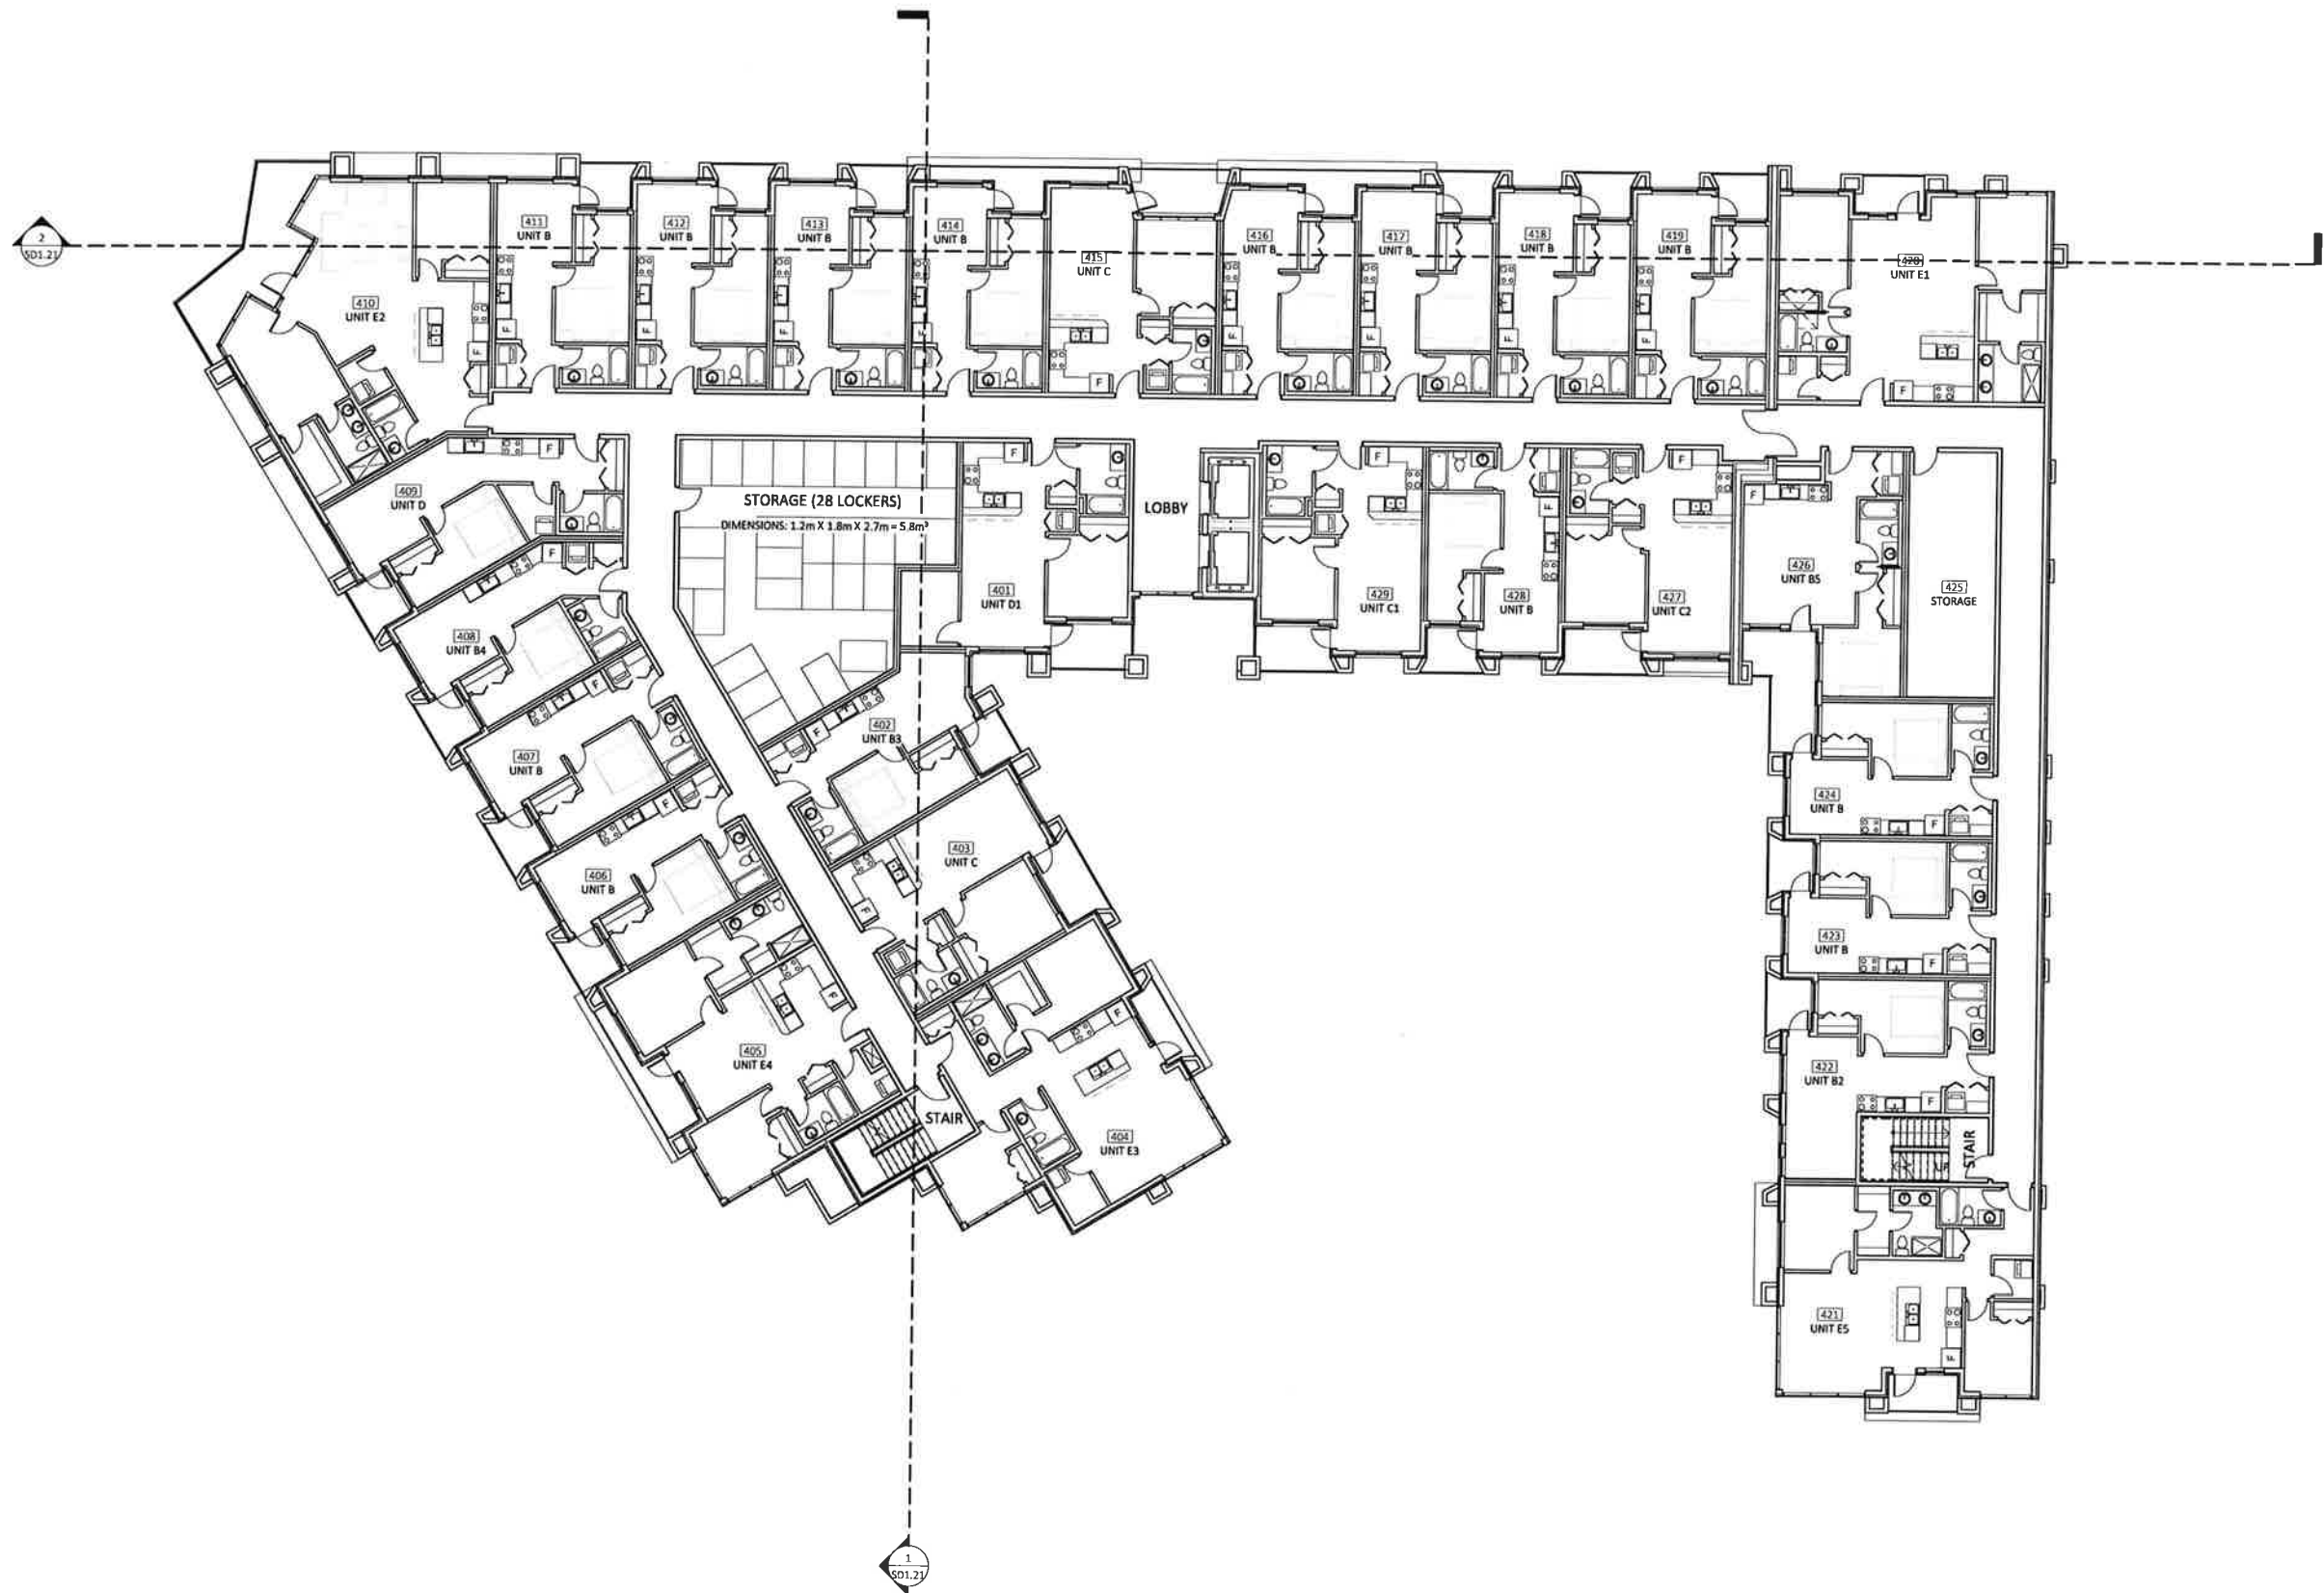 2
SD1.21
411
UNIT B
412
UNIT B
413
UNIT B
414
UNIT B
415
UNIT C
416
UNIT B
417
UNIT B
418
UNIT B
419
UNIT B
420
UNIT E1
410
UNIT E2
F
F
F
F
F
F
F
F
F
F
F
409
UNIT D
F
STORAGE (28 LOCKERS)
DIMENSIONS: 1.2m X 1.8m X 2.7m = 5.8m³
F
LOBBY
F
F
F
F
401
UNIT D1
429
UNIT C1
428
UNIT B
427
UNIT C2
426
UNIT B5
425
STORAGE
F
408
UNIT B4
F
407
UNIT B
F
402
UNIT B3
F
406
UNIT B
F
403
UNIT C
F
424
UNIT B
F
423
UNIT B
F
422
UNIT B2
F
405
UNIT E4
F
F
STAIR
404
UNIT E3
UP
STAIR
421
UNIT E5
F
1
SD1.21